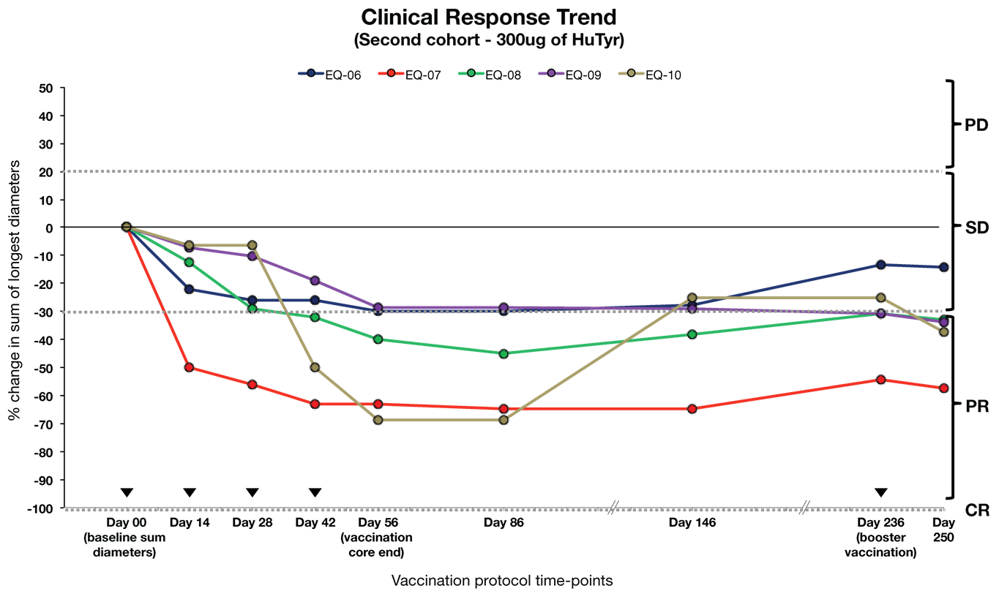 Clinical Response Trend
(Second cohort - 300ug of HuTyr)
EQ-06 EQ-07 EQ-08 EQ-09 EQ-10
% change in sum of longest diameters
50
40
30
20
10
0
-10
-20
-30
-40
-50
-60
-70
-80
-90
-100
PD
SD
PR
CR
Day 00 Day 14 Day 28 Day 42 Day 56 Day 86 Day 146 Day 236 Day
(baseline sum (vaccination (booster 250
diameters) core end) vaccination)
Vaccination protocol time-points